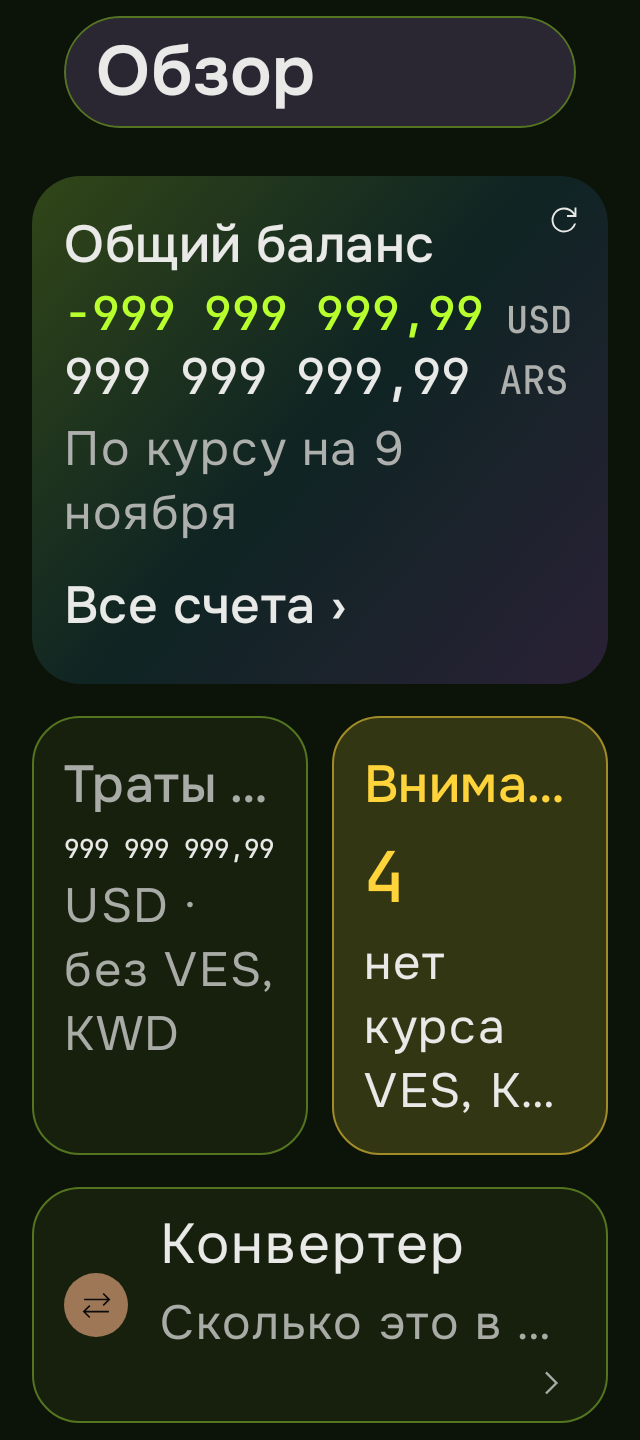 Обзор
Общий баланс
-999 999 999,99 USD
999 999 999,99 ARS
По курсу на 9
ноября
Все счета ›
Траты ...
999 999 999,99
USD ·
без VES,
KWD
Внима...
4
нет
курса
VES, K...
Конвертер
Сколько это в ...